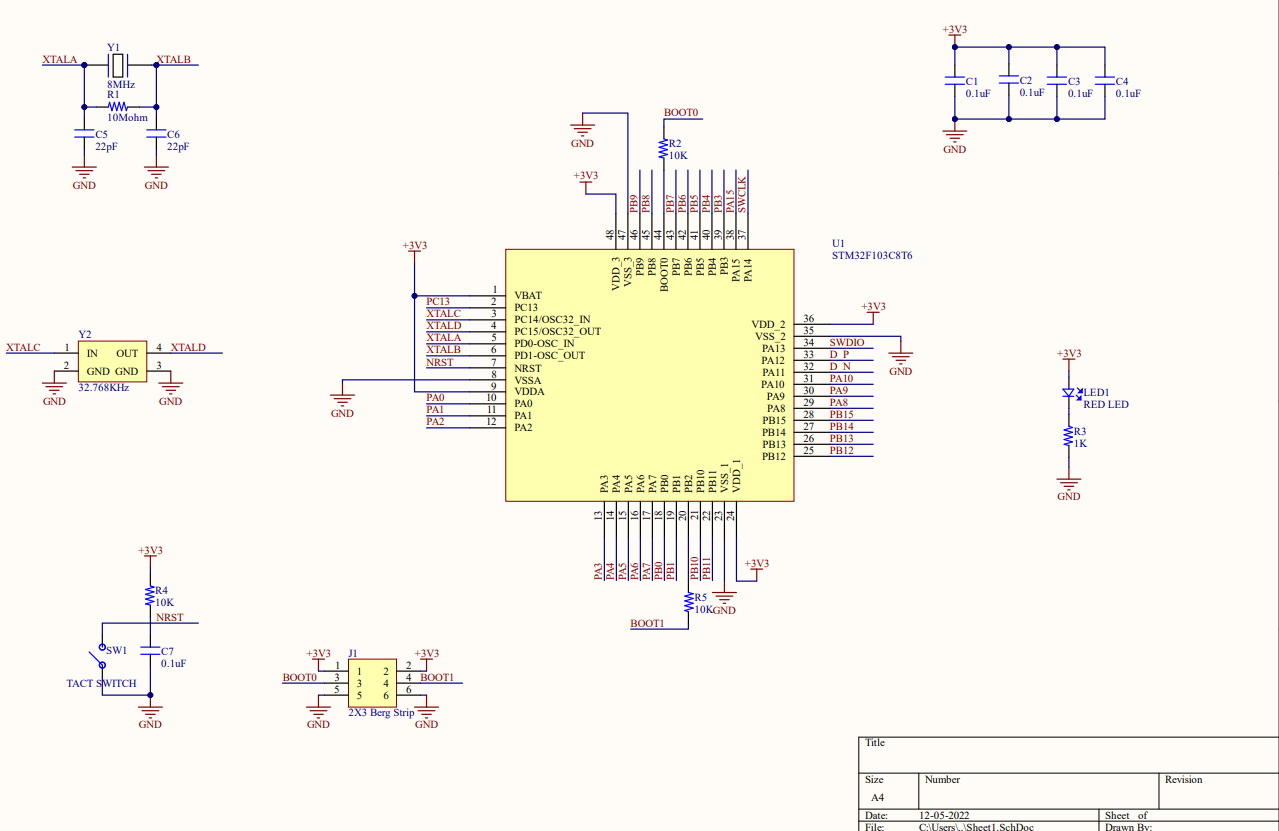 Y1
XTALA
XTALB
8MHz
R1
10Mohm
C5
22pF
C6
22pF
GND
GND
+3V3
C1
0.1uF
C2
0.1uF
C3
0.1uF
C4
0.1uF
GND
BOOT0
GND
R2
10K
+3V3
PB9
PB8
PB7
PB6
PB5
PB4
PB3
PA15
SWCLK
48
47
46
45
44
43
42
41
40
39
38
37
VDD_3
VSS_3
PB9
PB8
BOOT0
PB7
PB6
PB5
PB4
PB3
PA15
PA14
U1
STM32F103C8T6
+3V3
1 VBAT
PC13 2 PC13
XTALC 3 PC14/OSC32_IN
XTALD 4 PC15/OSC32_OUT
XTALA 5 PD0-OSC_IN
XTALB 6 PD1-OSC_OUT
NRST 7 NRST
8 VSSA
9 VDDA
PA0 10 PA0
PA1 11 PA1
PA2 12 PA2
GND
+3V3
VDD_2 36
VSS_2 35
PA13 34 SWDIO
PA12 33 D_P
PA11 32 D_N
PA10 31 PA10
PA9 30 PA9
PA8 29 PA8
PB15 28 PB15
PB14 27 PB14
PB13 26 PB13
PB12 25 PB12
GND
Y2
XTALC 1 IN OUT 4 XTALD
2 GND GND 3
32.768KHz
GND
GND
+3V3
LED1
RED LED
R3
1K
GND
PA3
PA4
PA5
PA6
PA7
PB0
PB1
PB2
PB10
PB11
VSS_1
VDD_1
13
14
15
16
17
18
19
20
21
22
23
24
PA3
PA4
PA5
PA6
PA7
PB0
PB1
PB10
PB11
+3V3
R5
10K
GND
BOOT1
+3V3
R4
10K
NRST
SW1
C7
0.1uF
TACT SWITCH
GND
+3V3 J1 +3V3
1 1 2 2
BOOT0 3 3 4 4 BOOT1
5 5 6 6
2X3 Berg Strip
GND
GND
Title
Size Number Revision
A4
Date: 12-05-2022 Sheet of
File: C:\Users\..\Sheet1.SchDoc Drawn By: